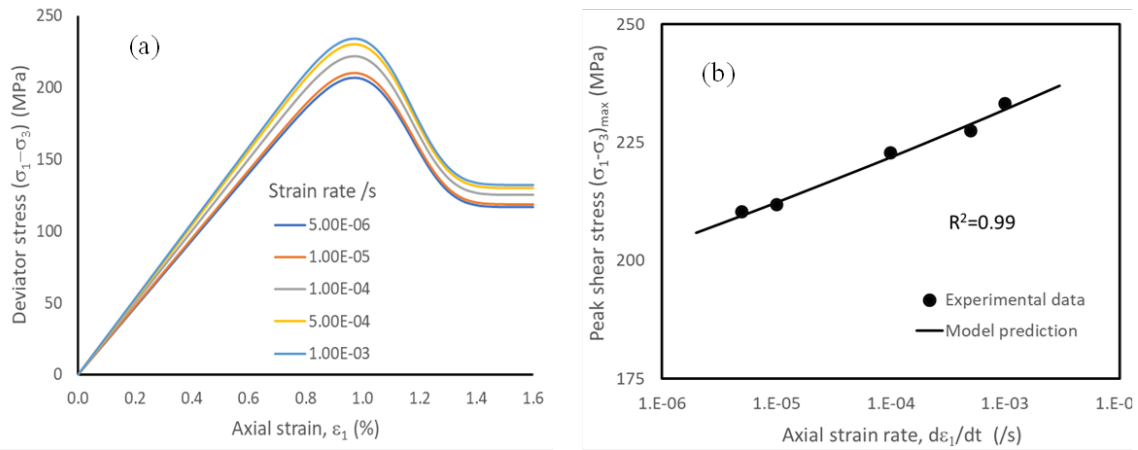 (a)
Deviator stress (σ₁−σ₃) (MPa)
250
200
150
100
50
0
Strain rate /s
5.00E-06
1.00E-05
1.00E-04
5.00E-04
1.00E-03
0.0 0.2 0.4 0.6 0.8 1.0 1.2 1.4 1.6
Axial strain, ε₁ (%)
(b)
Peak shear stress (σ₁-σ₃)max (MPa)
250
225
200
175
R²=0.99
Experimental data
Model prediction
1.E-06 1.E-05 1.E-04 1.E-03 1.E-0
Axial strain rate, dε₁/dt (/s)